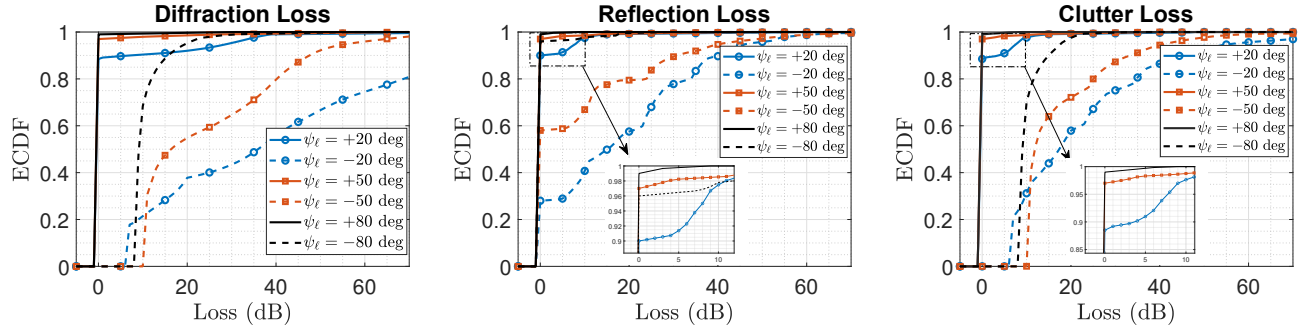 Diffraction Loss
1
0.8
0.6
0.4
0.2
0
ECDF
0 20 40 60
Loss (dB)
ψℓ = +20 deg
ψℓ = −20 deg
ψℓ = +50 deg
ψℓ = −50 deg
ψℓ = +80 deg
ψℓ = −80 deg
Reflection Loss
1
0.8
0.6
0.4
0.2
0
ECDF
0 20 40 60
Loss (dB)
ψℓ = +20 deg
ψℓ = −20 deg
ψℓ = +50 deg
ψℓ = −50 deg
ψℓ = +80 deg
ψℓ = −80 deg
1
0.98
0.96
0.94
0.92
0.9
0 5 10
Clutter Loss
1
0.8
0.6
0.4
0.2
0
ECDF
0 20 40 60
Loss (dB)
ψℓ = +20 deg
ψℓ = −20 deg
ψℓ = +50 deg
ψℓ = −50 deg
ψℓ = +80 deg
ψℓ = −80 deg
1
0.95
0.9
0.85
0 5 10